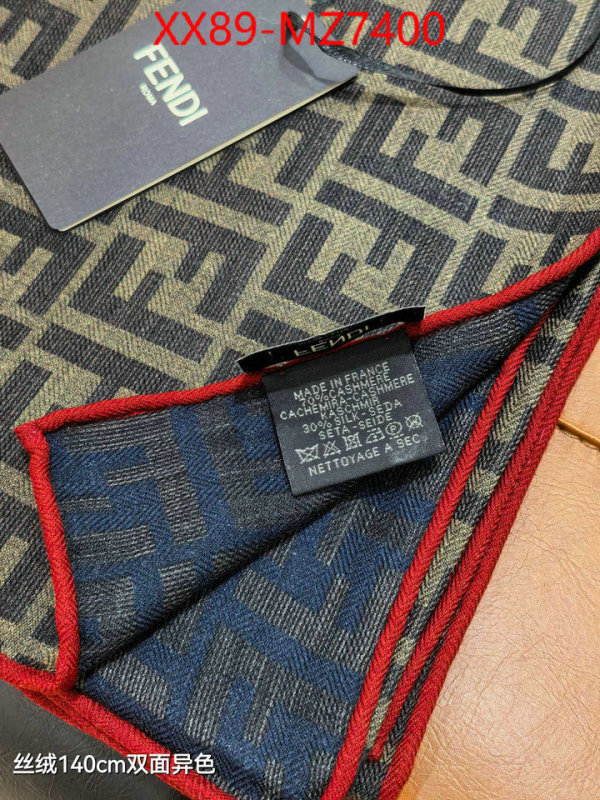 XX89-MZ7400
FENDI
ROMA
FENDI
MADE IN FRANCE
70%CASHMERE
CACHEMIRE-CASHMERE
KASCHMIR
30% SILK-SEDA
SETA-SEIDE
NETTOYAGE A SEC
丝绒140cm双面异色